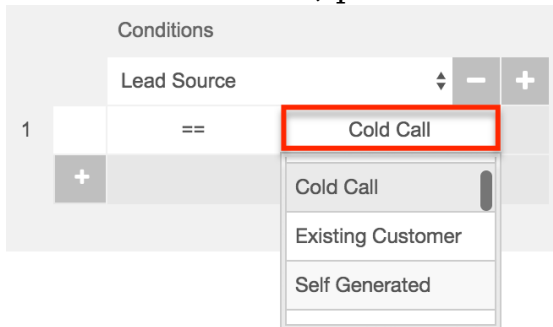 Conditions
Lead Source
1 == Cold Call
Cold Call
Existing Customer
Self Generated